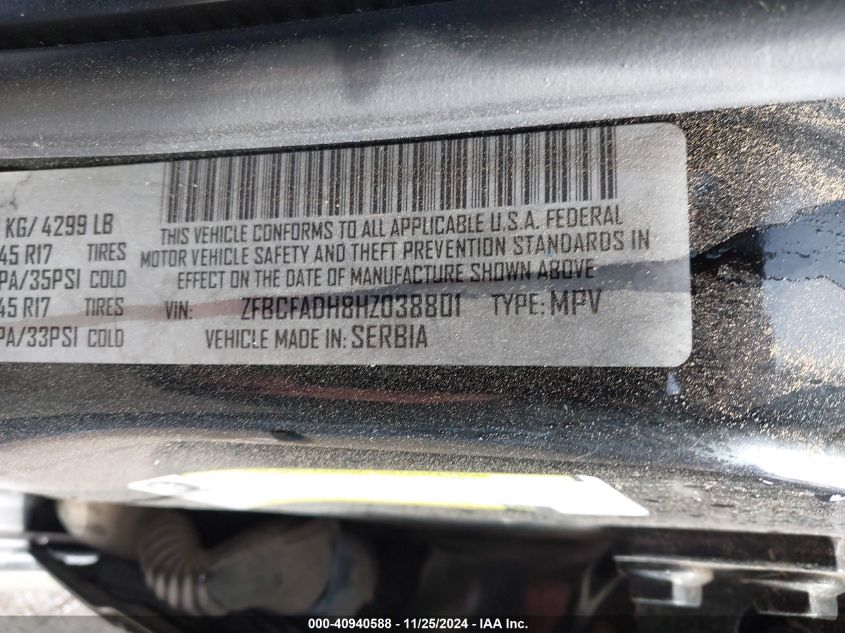 KG/ 4299 LB
45 R17 TIRES
PA/35PSI COLD
45 R17 TIRES
PA/33PSI COLD
THIS VEHICLE CONFORMS TO ALL APPLICABLE U.S.A. FEDERAL
MOTOR VEHICLE SAFETY AND THEFT PREVENTION STANDARDS IN
EFFECT ON THE DATE OF MANUFACTURE SHOWN ABOVE
VIN: ZFBCFADH8HZ038801 TYPE: MPV
VEHICLE MADE IN: SERBIA
000-40940588 - 11/25/2024 - IAA Inc.